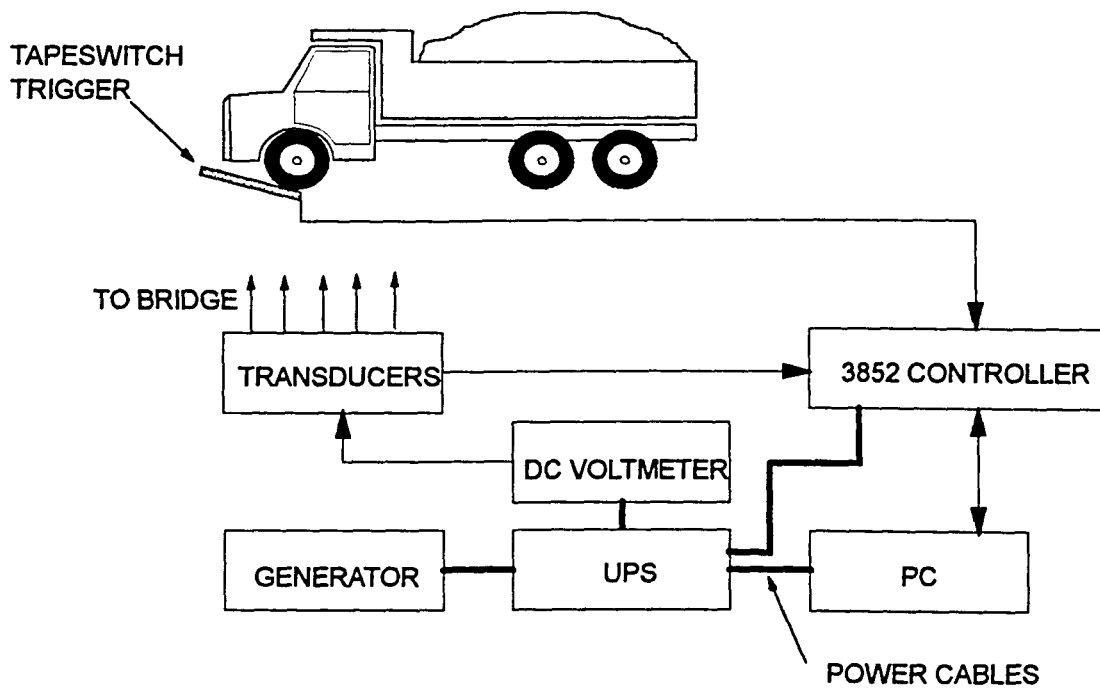 TAPESWITCH
TRIGGER
TO BRIDGE
TRANSDUCERS
3852 CONTROLLER
DC VOLTMETER
GENERATOR
UPS
PC
POWER CABLES